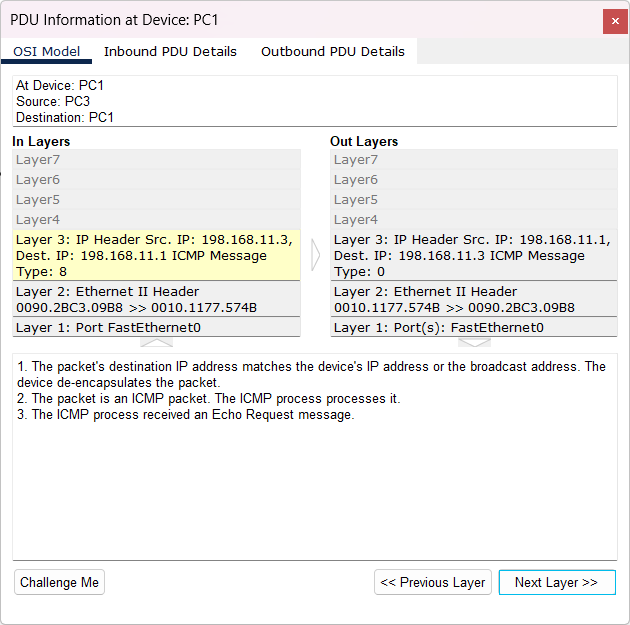 PDU Information at Device: PC1
×
OSI Model Inbound PDU Details Outbound PDU Details
At Device: PC1
Source: PC3
Destination: PC1
In Layers
Layer7
Layer6
Layer5
Layer4
Layer 3: IP Header Src. IP: 198.168.11.3,
Dest. IP: 198.168.11.1 ICMP Message
Type: 8
Layer 2: Ethernet II Header
0090.2BC3.09B8 >> 0010.1177.574B
Layer 1: Port FastEthernet0
Out Layers
Layer7
Layer6
Layer5
Layer4
Layer 3: IP Header Src. IP: 198.168.11.1,
Dest. IP: 198.168.11.3 ICMP Message
Type: 0
Layer 2: Ethernet II Header
0010.1177.574B >> 0090.2BC3.09B8
Layer 1: Port(s): FastEthernet0
1. The packet's destination IP address matches the device's IP address or the broadcast address. The
device de-encapsulates the packet.
2. The packet is an ICMP packet. The ICMP process processes it.
3. The ICMP process received an Echo Request message.
Challenge Me
<< Previous Layer
Next Layer >>